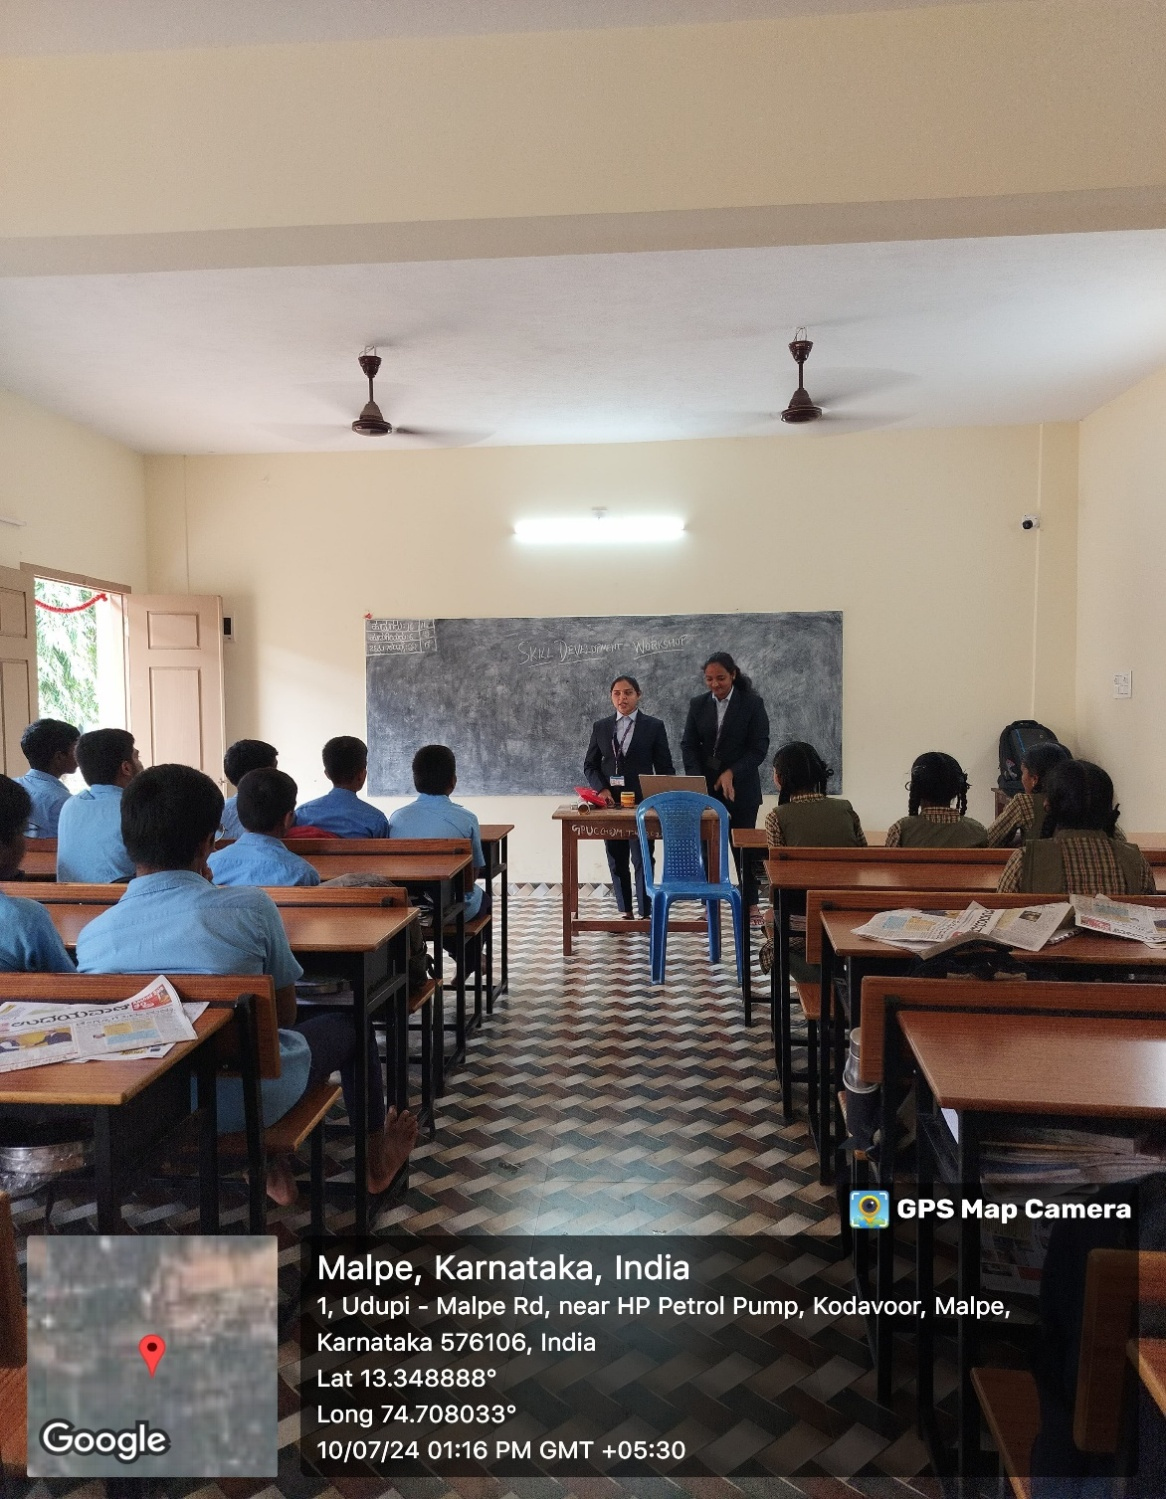 SKILL DEVELOPMENT - WORKSHOP
GPUC
ಉದಯವಾಣಿ
GPS Map Camera
Malpe, Karnataka, India
1, Udupi - Malpe Rd, near HP Petrol Pump, Kodavoor, Malpe,
Karnataka 576106, India
Lat 13.348888°
Long 74.708033°
10/07/24 01:16 PM GMT +05:30
Google